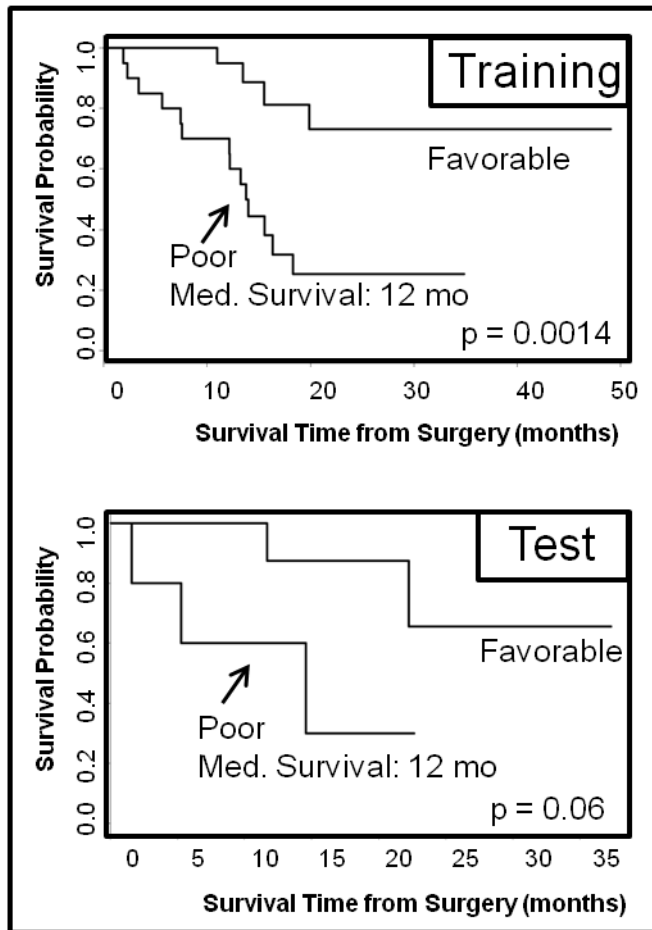 Training
Survival Probability
1.0
0.8
0.6
0.4
0.2
0.0
Favorable
Poor
Med. Survival: 12 mo
p = 0.0014
0 10 20 30 40 50
Survival Time from Surgery (months)
Test
Survival Probability
1.0
0.8
0.6
0.4
0.2
0.0
Favorable
Poor
Med. Survival: 12 mo
p = 0.06
0 5 10 15 20 25 30 35
Survival Time from Surgery (months)